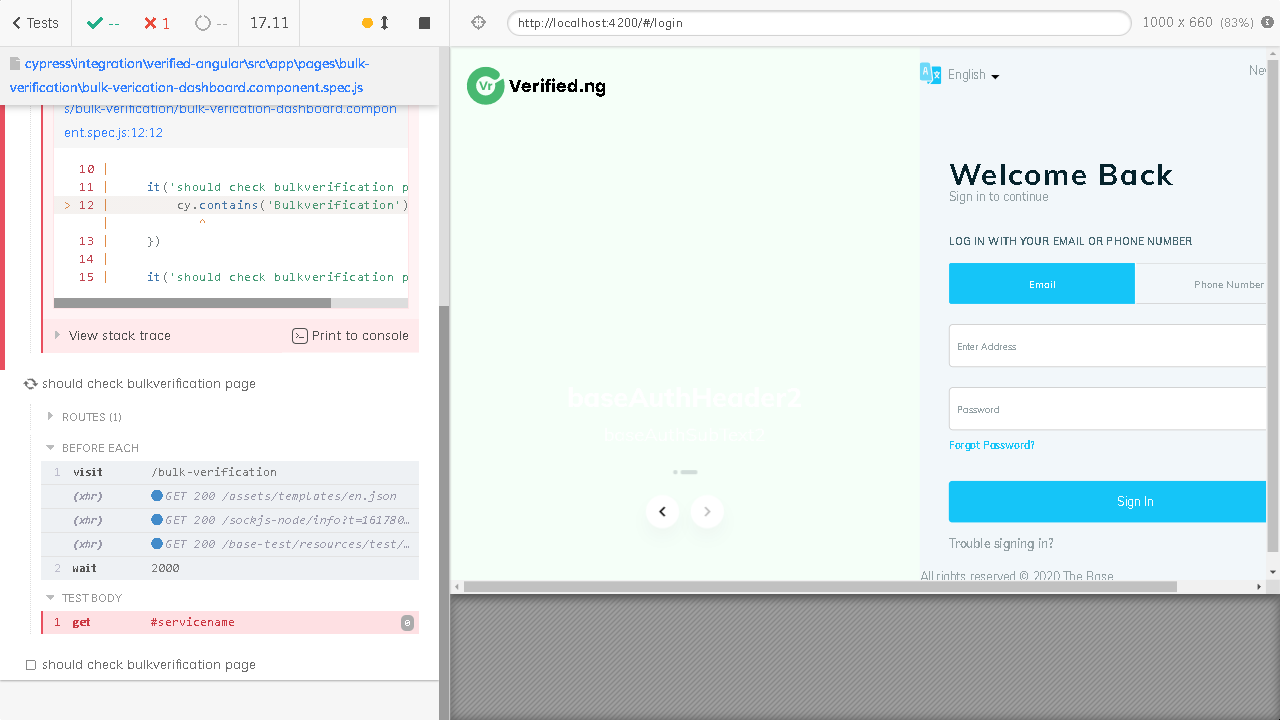 Tests
--
1
--
17.11
cypress\integration\verified-angular\src\app\pages\bulk-
verification\bulk-verication-dashboard.component.spec.js
s/bulk-verification/bulk-verication-dashboard.compon
ent.spec.js:12:12
10 |
11 | it('should check bulkverification p
> 12 | cy.contains('Bulkverification')
| ^
13 | })
14 |
15 | it('should check bulkverification p
View stack trace
Print to console
should check bulkverification page
ROUTES (1)
BEFORE EACH
1 visit /bulk-verification
(xhr) GET 200 /assets/templates/en.json
(xhr) GET 200 /sockjs-node/info?t=161780...
(xhr) GET 200 /base-test/resources/test/...
2 wait 2000
TEST BODY
1 get #servicename 0
should check bulkverification page
http://localhost:4200/#/login
1000 x 660 (83%)
Vr Verified.ng
baseAuthHeader2
English
Ne
Welcome Back
Sign in to continue
LOG IN WITH YOUR EMAIL OR PHONE NUMBER
Email
Phone Number
Enter Address
Password
Forgot Password?
Sign In
Trouble signing in?
All rights reserved © 2020 The Base